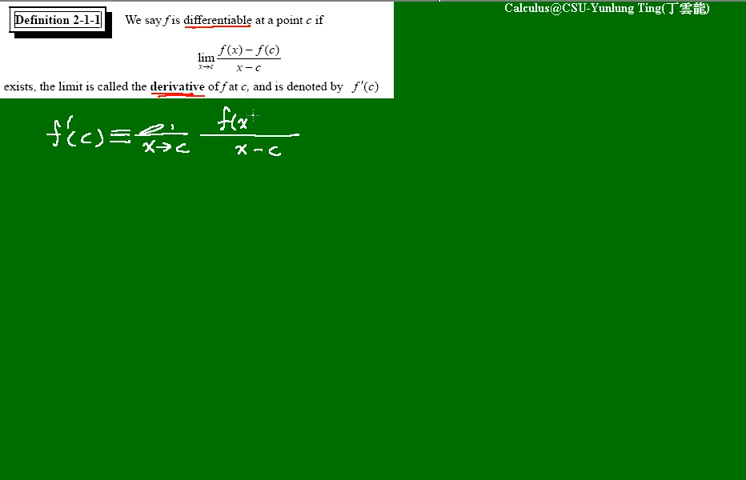 Calculus@CSU-Yunlung Ting(丁雲龍)
Definition 2-1-1 We say f is differentiable at a point c if
lim x→c (f(x) − f(c)) / (x − c)
exists, the limit is called the derivative of f at c, and is denoted by f′(c)
f′(c) ≡ x→c f(x / x − c